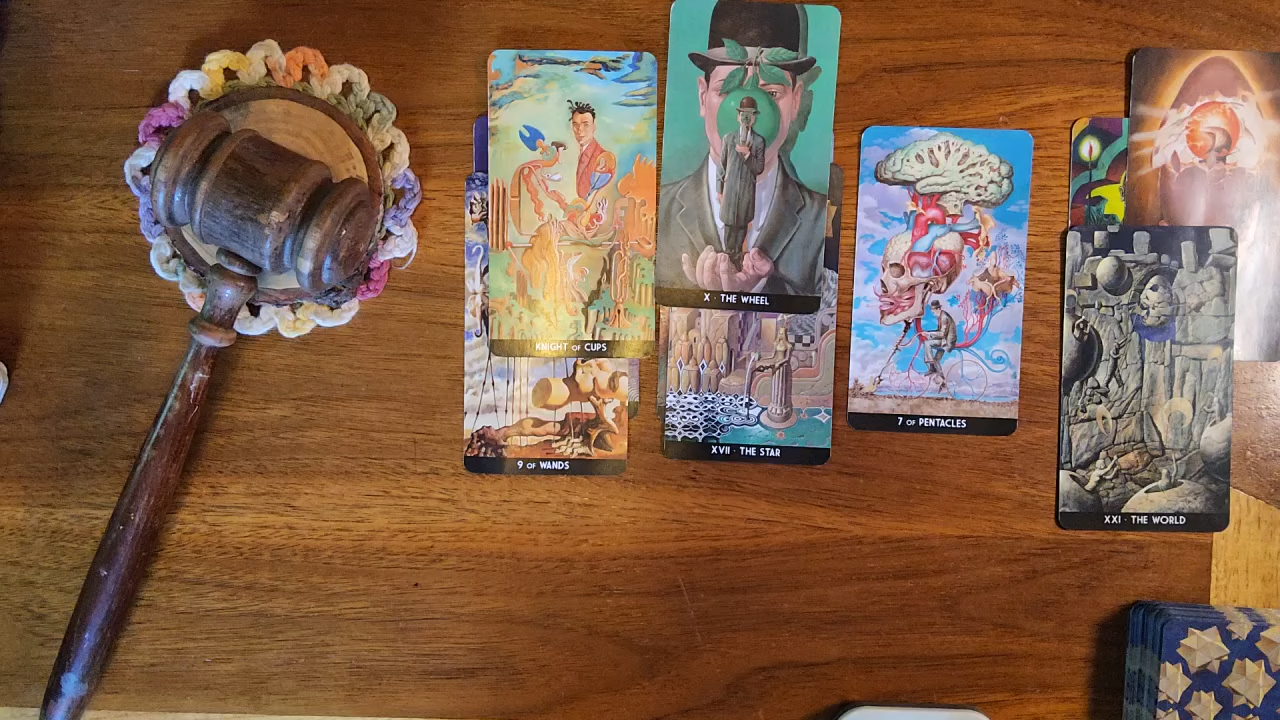 KNIGHT OF CUPS
9 OF WANDS
X · THE WHEEL
XVII · THE STAR
7 OF PENTACLES
XXI · THE WORLD